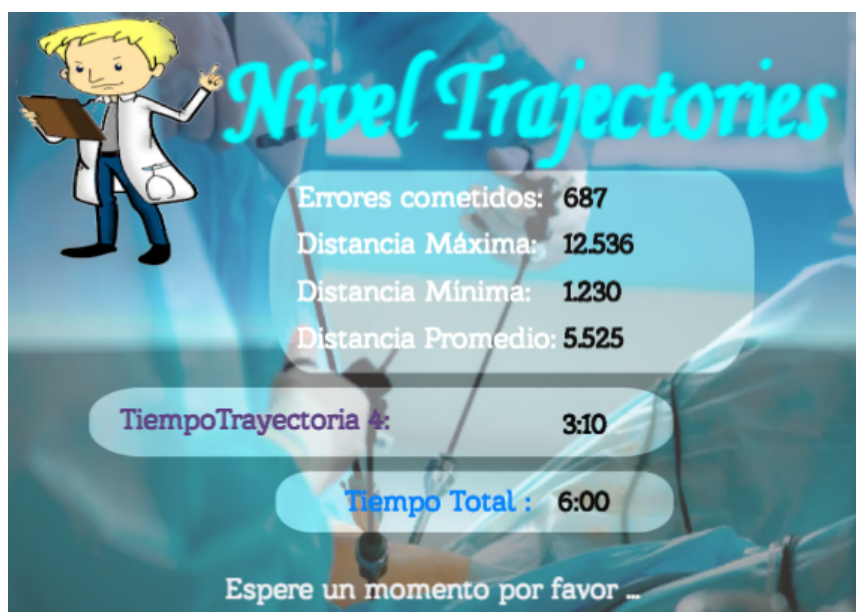 Nivel Trajectories
Errores cometidos: 687
Distancia Máxima: 12.536
Distancia Mínima: 1.230
Distancia Promedio: 5.525
TiempoTrayectoria 4: 3:10
Tiempo Total : 6:00
Espere un momento por favor ...